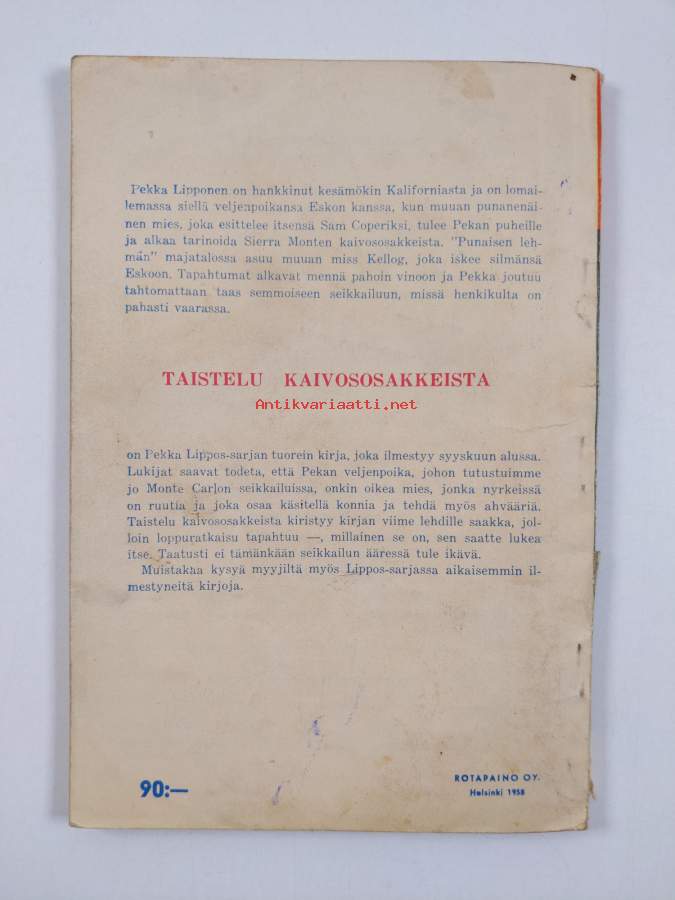 Pekka Lipponen on hankkinut kesämökin Kaliforniasta ja on lomai-
lemassa siellä veljenpoikansa Eskon kanssa, kun muuan punanenäi-
nen mies, joka esittelee itsensä Sam Coperiksi, tulee Pekan puheille
ja alkaa tarinoida Sierra Monten kaivososakkeista. "Punaisen leh-
män" majatalossa asuu muuan miss Kellog, joka iskee silmänsä
Eskoon. Tapahtumat alkavat mennä pahoin vinoon ja Pekka joutuu
tahtomattaan taas semmoiseen seikkailuun, missä henkikulta on
pahasti vaarassa.
TAISTELU KAIVOSOSAKKEISTA
Antikvariaatti.net
on Pekka Lippos-sarjan tuorein kirja, joka ilmestyy syyskuun alussa.
Lukijat saavat todeta, että Pekan veljenpoika, johon tutustuimme
jo Monte Carlon seikkailuissa, onkin oikea mies, jonka nyrkeissä
on ruutia ja joka osaa käsitellä konnia ja tehdä myös ahvääriä.
Taistelu kaivososakkeista kiristyy kirjan viime lehdille saakka, jol-
loin loppuratkaisu tapahtuu —, millainen se on, sen saatte lukea
itse. Taatusti ei tämänkään seikkailun ääressä tule ikävä.
Muistakaa kysyä myyjiltä myös Lippos-sarjassa aikaisemmin il-
mestyneitä kirjoja.
90:—
ROTAPAINO OY.
Helsinki 1958